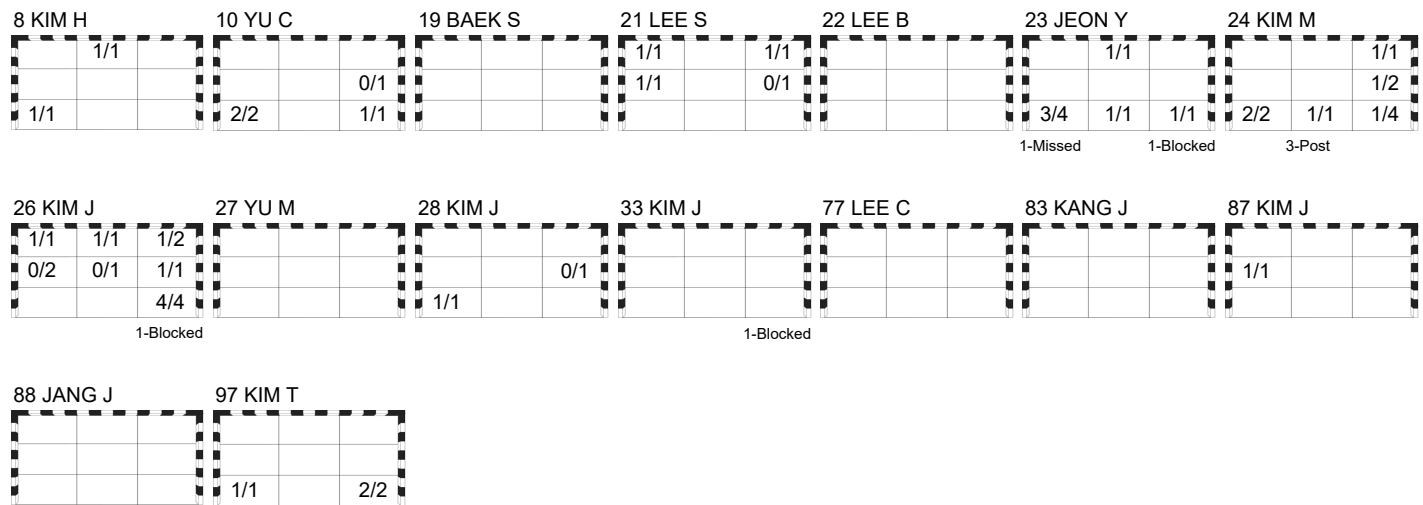 8 KIM H 10 YU C 19 BAEK S 21 LEE S 22 LEE B 23 JEON Y 24 KIM M
1/1 1/1 1/1 1/1 1/1
0/1 1/1 0/1 1/2
1/1 2/2 1/1 3/4 1/1 1/1 2/2 1/1 1/4
1-Missed 1-Blocked 3-Post
26 KIM J 27 YU M 28 KIM J 33 KIM J 77 LEE C 83 KANG J 87 KIM J
1/1 1/1 1/2
0/2 0/1 1/1 0/1 1/1
4/4 1/1
1-Blocked 1-Blocked
88 JANG J 97 KIM T
1/1 2/2